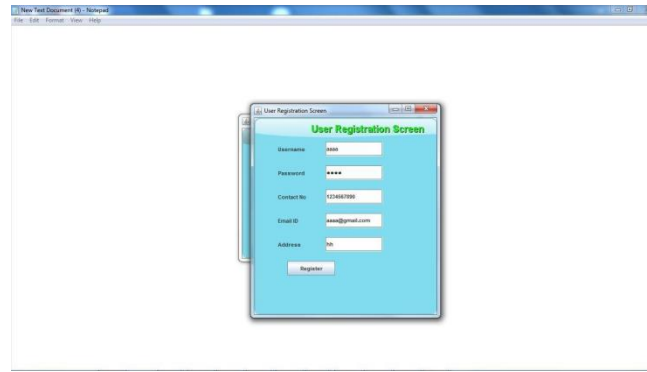 New Text Document (4) - Notepad
File Edit Format View Help
User Registration Screen
User Registration Screen
Username aaaa
Password ●●●●
Contact No
Email ID aaaa@gmail.com
Address hh
Register